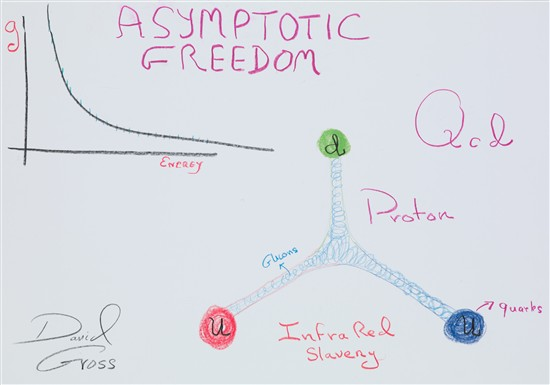 ASYMPTOTIC
FREEDOM
g
ENERGY
Qcd
d
Proton
Gluons
u
u
quarks
InfraRed
Slavery
David
Gross